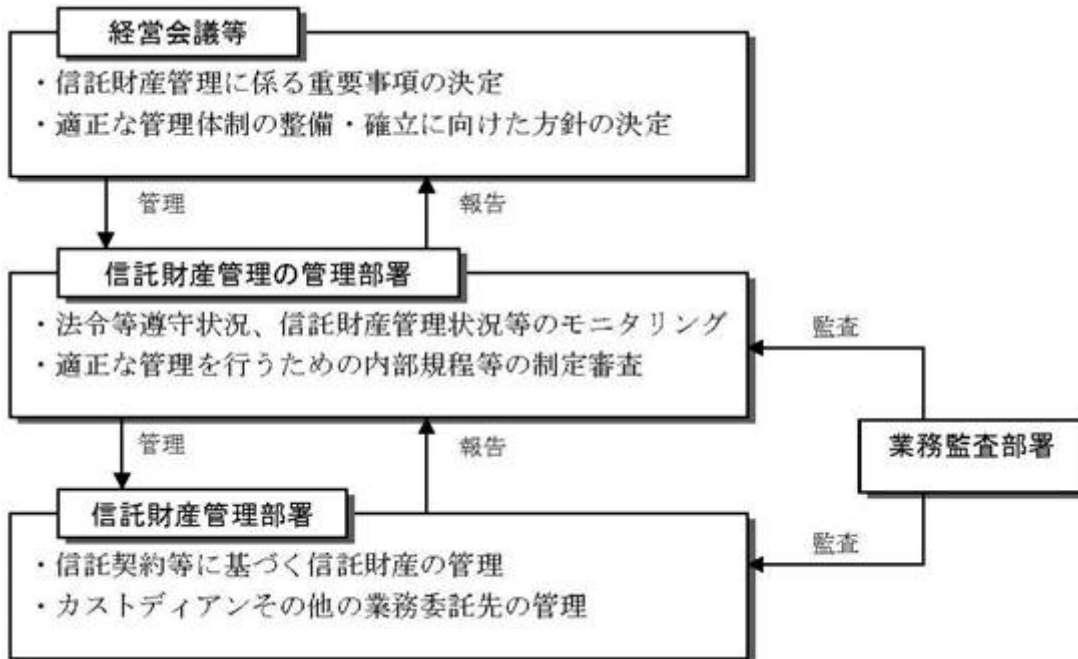 経営会議等
・信託財産管理に係る重要事項の決定
・適正な管理体制の整備・確立に向けた方針の決定
管理
報告
信託財産管理の管理部署
・法令等遵守状況、信託財産管理状況等のモニタリング
・適正な管理を行うための内部規程等の制定審査
監査
管理
報告
業務監査部署
信託財産管理部署
・信託契約等に基づく信託財産の管理
・カストディアンその他の業務委託先の管理
監査